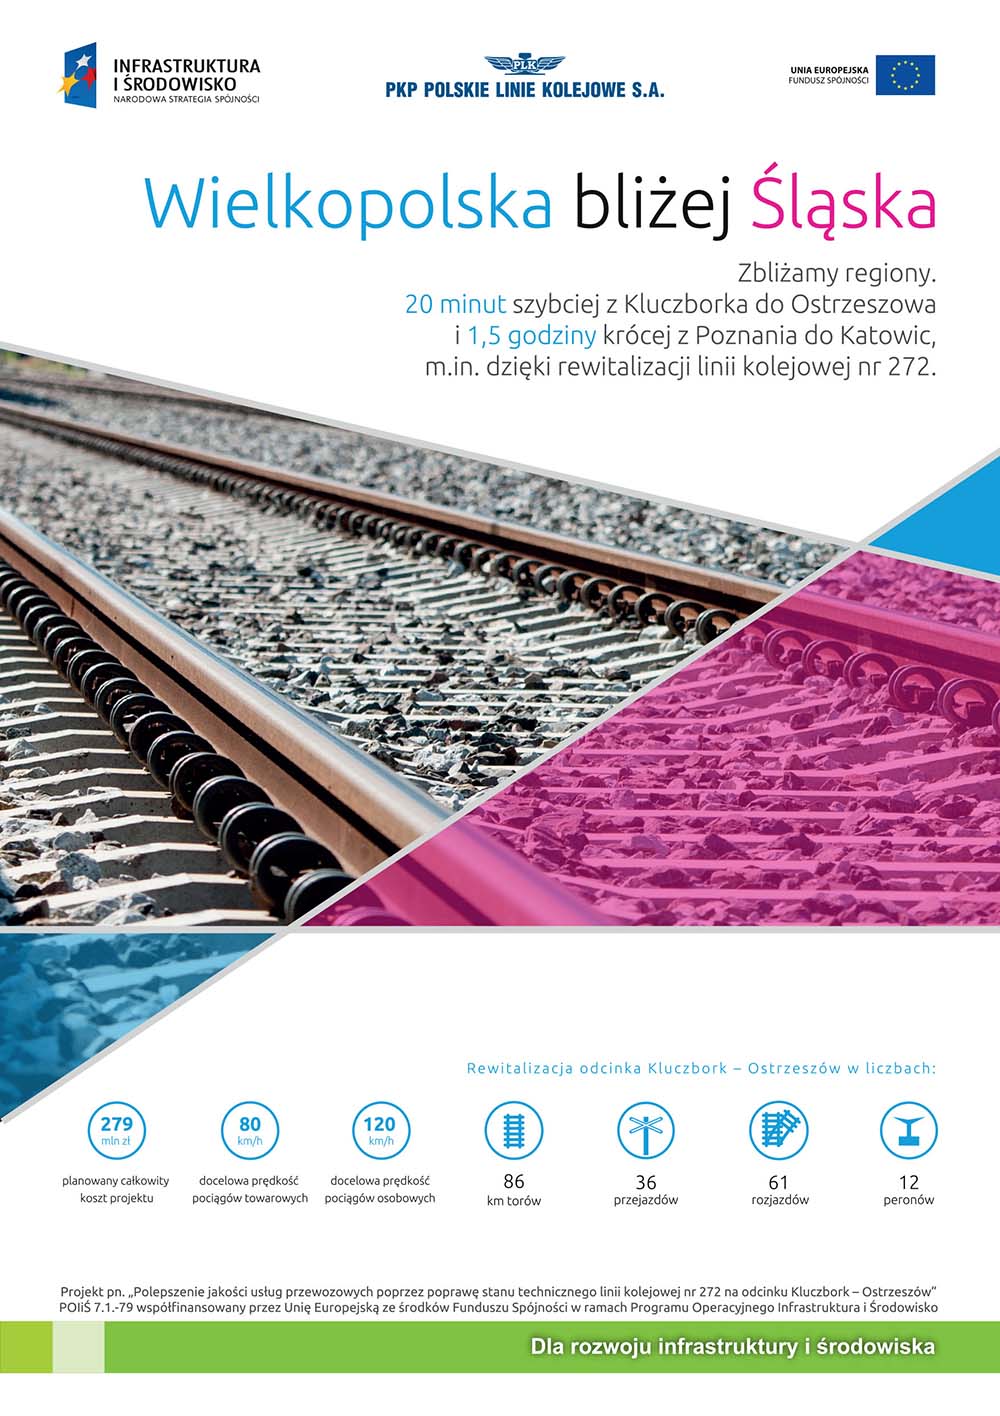 INFRASTRUKTURA
I ŚRODOWISKO
NARODOWA STRATEGIA SPÓJNOŚCI
PLK
PKP POLSKIE LINIE KOLEJOWE S.A.
UNIA EUROPEJSKA
FUNDUSZ SPÓJNOŚCI
Wielkopolska bliżej Śląska
Zbliżamy regiony.
20 minut szybciej z Kluczborka do Ostrzeszowa
i 1,5 godziny krócej z Poznania do Katowic,
m.in. dzięki rewitalizacji linii kolejowej nr 272.
Rewitalizacja odcinka Kluczbork – Ostrzeszów w liczbach:
279
mln zł
planowany całkowity
koszt projektu
80
km/h
docelowa prędkość
pociągów towarowych
120
km/h
docelowa prędkość
pociągów osobowych
86
km torów
36
przejazdów
61
rozjazdów
12
peronów
Projekt pn. „Polepszenie jakości usług przewozowych poprzez poprawę stanu technicznego linii kolejowej nr 272 na odcinku Kluczbork – Ostrzeszów”
POIiŚ 7.1.-79 współfinansowany przez Unię Europejską ze środków Funduszu Spójności w ramach Programu Operacyjnego Infrastruktura i Środowisko
Dla rozwoju infrastruktury i środowiska